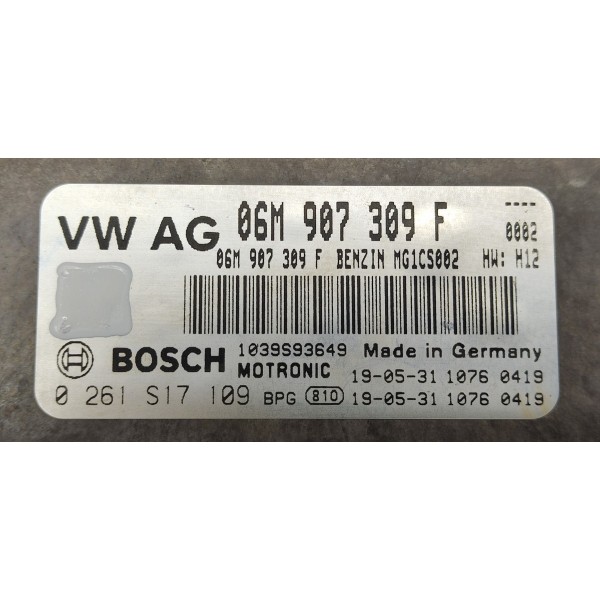 VW AG 06M 907 309 F ----
0002
06M 907 309 F BENZIN MG1CS002 HW: H12
BOSCH 1039S93649 Made in Germany
MOTRONIC 19-05-31 1076 0419
0 261 S17 109 BPG 810 19-05-31 1076 0419